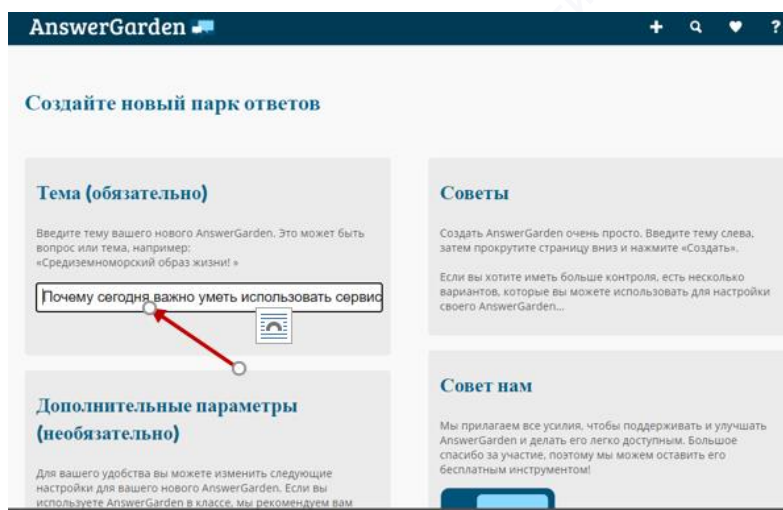 AnswerGarden
?
Создайте новый парк ответов
Тема (обязательно)
Введите тему вашего нового AnswerGarden. Это может быть
вопрос или тема, например:
«Средиземноморский образ жизни! »
Почему сегодня важно уметь использовать сервис
Дополнительные параметры
(необязательно)
Для вашего удобства вы можете изменить следующие
настройки для вашего нового AnswerGarden. Если вы
используете AnswerGarden в классе, мы рекомендуем вам
Советы
Создать AnswerGarden очень просто. Введите тему слева,
затем прокрутите страницу вниз и нажмите «Создать».
Если вы хотите иметь больше контроля, есть несколько
вариантов, которые вы можете использовать для настройки
своего AnswerGarden...
Совет нам
Мы прилагаем все усилия, чтобы поддерживать и улучшать
AnswerGarden и делать его легко доступным. Большое
спасибо за участие, поэтому мы можем оставить его
бесплатным инструментом!